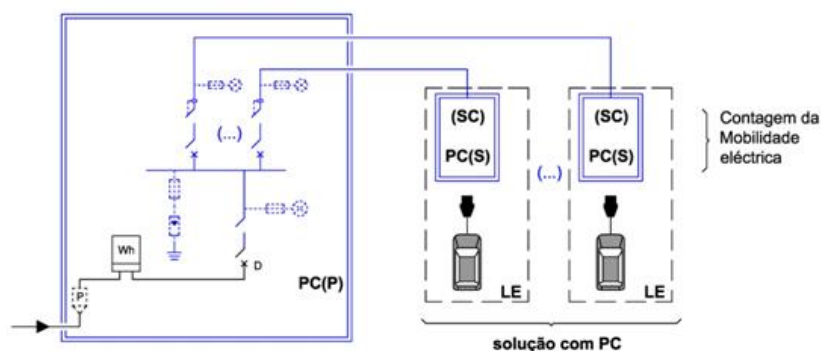 (...)
Wh
P
D
PC(P)
(SC)
PC(S)
(...)
(SC)
PC(S)
LE
LE
Contagem da
Mobilidade
eléctrica
solução com PC